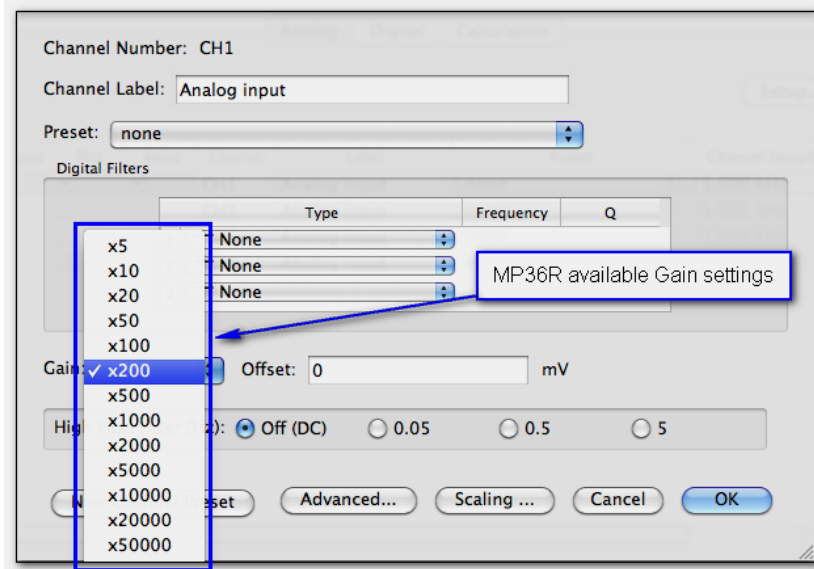 Channel Number: CH1
Channel Label: Analog input
Preset: none
Digital Filters
Type Frequency Q
None
None
None
MP36R available Gain settings
x5
x10
x20
x50
x100
Gain: ✓ x200 Offset: 0 mV
x500
x1000
x2000
x5000
x10000
x20000
x50000
Off (DC) 0.05 0.5 5
Advanced... Scaling ... Cancel OK